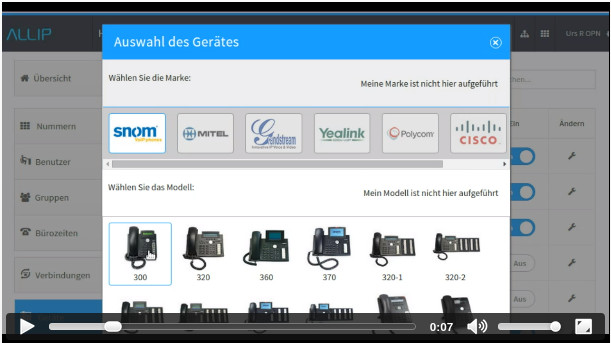 ALLIP
Auswahl des Gerätes
Urs R OPN
Übersicht
Wählen Sie die Marke:
Meine Marke ist nicht hier aufgeführt
Nummern
snom
MITEL
Grandstream
Yealink
Polycom
CISCO
Ein
Ändern
Benutzer
Gruppen
Wählen Sie das Modell:
Mein Modell ist nicht hier aufgeführt
Bürozeiten
Verbindungen
300
320
360
370
320-1
320-2
Aus
Aus
0:07